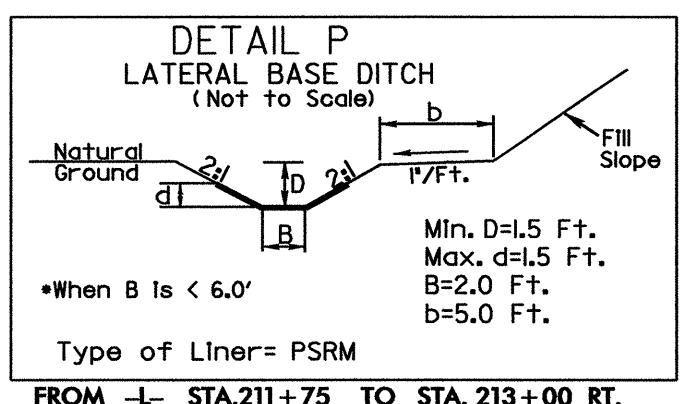 DETAIL P
LATERAL BASE DITCH
(Not to Scale)
b
Natural
Ground
2:1
D
2:1
1"/Ft.
Fill
Slope
d
B
Min. D=1.5 Ft.
Max. d=1.5 Ft.
B=2.0 Ft.
b=5.0 Ft.
*When B is < 6.0'
Type of Liner= PSRM
FROM -L- STA.211+75 TO STA. 213+00 RT.